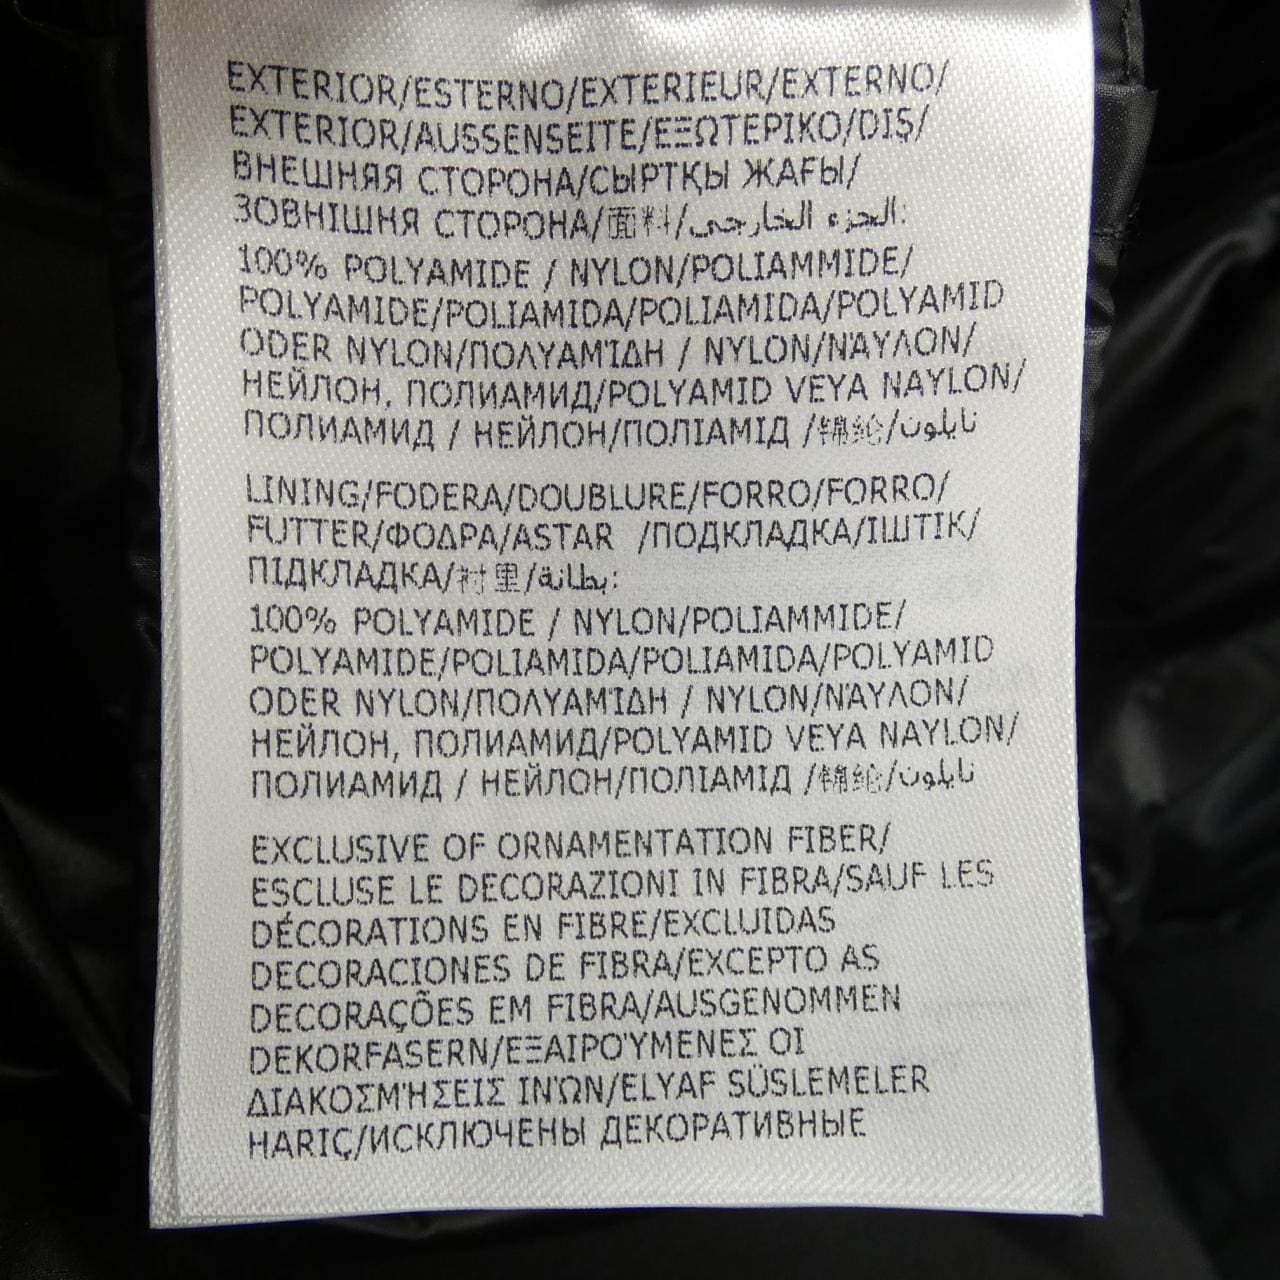 EXTERIOR/ESTERNO/EXTERIEUR/EXTERNO/
EXTERIOR/AUSSENSEITE/ΕΞΩΤΕΡΙΚΟ/DIŞ/
ВНЕШНЯЯ СТОРОНА/СЫРТҚЫ ЖАҒЫ/
ЗОВНІШНЯ СТОРОНА/面料/الجزء الخارجي:
100% POLYAMIDE / NYLON/POLIAMMIDE/
POLYAMIDE/POLIAMIDA/POLIAMIDA/POLYAMID
ODER NYLON/ΠΟΛΥΑΜΊΔΗ / NYLON/ΝΆΥΛΟΝ/
НЕЙЛОН, ПОЛИАМИД/POLYAMID VEYA NAYLON/
ПОЛИАМИД / НЕЙЛОН/ПОЛІАМІД /锦纶/نايلون
LINING/FODERA/DOUBLURE/FORRO/FORRO/
FUTTER/ΦΟΔΡΑ/ASTAR /ПОДКЛАДКА/ІШТІК/
ПІДКЛАДКА/衬里/بطانة:
100% POLYAMIDE / NYLON/POLIAMMIDE/
POLYAMIDE/POLIAMIDA/POLIAMIDA/POLYAMID
ODER NYLON/ΠΟΛΥΑΜΊΔΗ / NYLON/ΝΆΥΛΟΝ/
НЕЙЛОН, ПОЛИАМИД/POLYAMID VEYA NAYLON/
ПОЛИАМИД / НЕЙЛОН/ПОЛІАМІД /锦纶/نايلون
EXCLUSIVE OF ORNAMENTATION FIBER/
ESCLUSE LE DECORAZIONI IN FIBRA/SAUF LES
DÉCORATIONS EN FIBRE/EXCLUIDAS
DECORACIONES DE FIBRA/EXCEPTO AS
DECORAÇÕES EM FIBRA/AUSGENOMMEN
DEKORFASERN/ΕΞΑΙΡΟΎΜΕΝΕΣ ΟΙ
ΔΙΑΚΟΣΜΉΣΕΙΣ ΙΝΏΝ/ELYAF SÜSLEMELER
HARIÇ/ИСКЛЮЧЕНЫ ДЕКОРАТИВНЫЕ